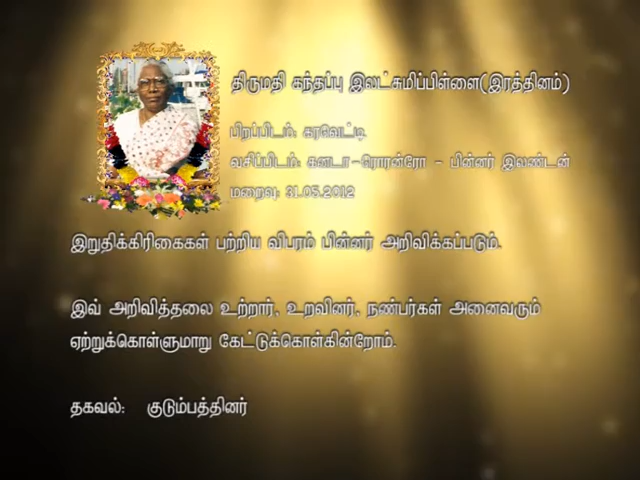 திருமதி கந்தப்பு இலட்சுமிப்பிள்ளை(இரத்தினம்)
பிறப்பிடம்: கரவெட்டி
வசிப்பிடம்: கனடா-ரொரன்ரோ - பின்னர் இலண்டன்
மறைவு: 31.05.2012
இறுதிக்கிரிகைகள் பற்றிய விபரம் பின்னர் அறிவிக்கப்படும்.
இவ் அறிவித்தலை உற்றார், உறவினர், நண்பர்கள் அனைவரும்
ஏற்றுக்கொள்ளுமாறு கேட்டுக்கொள்கின்றோம்.
தகவல்: குடும்பத்தினர்